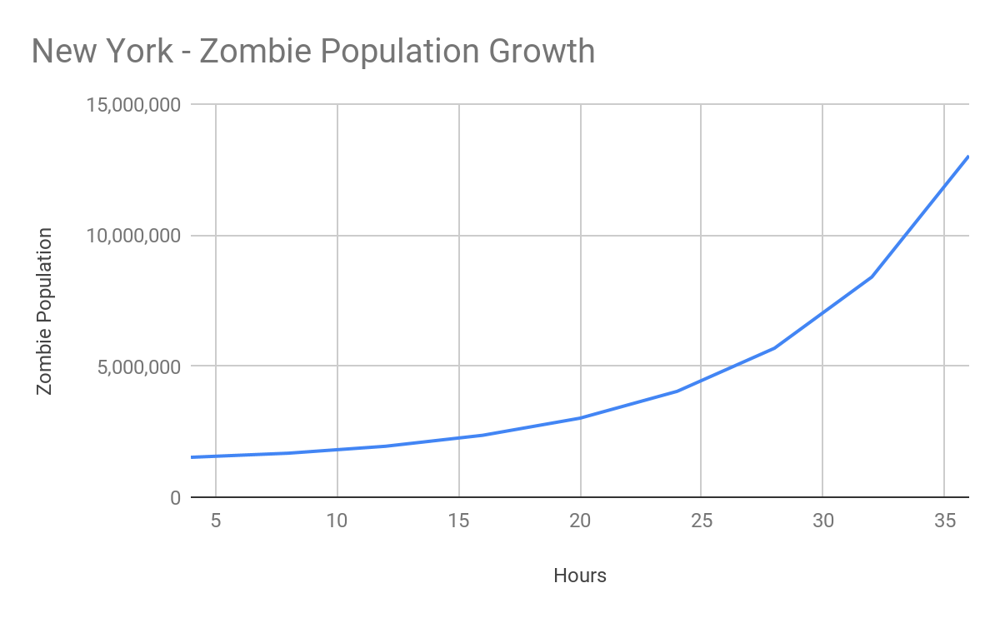 New York - Zombie Population Growth
15,000,000
10,000,000
5,000,000
0
Zombie Population
5 10 15 20 25 30 35
Hours